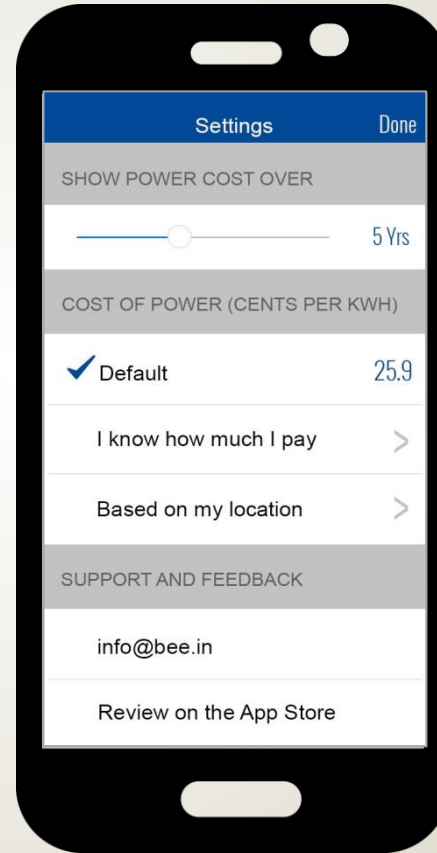 Settings Done
SHOW POWER COST OVER
5 Yrs
COST OF POWER (CENTS PER KWH)
Default 25.9
I know how much I pay >
Based on my location >
SUPPORT AND FEEDBACK
info@bee.in
Review on the App Store